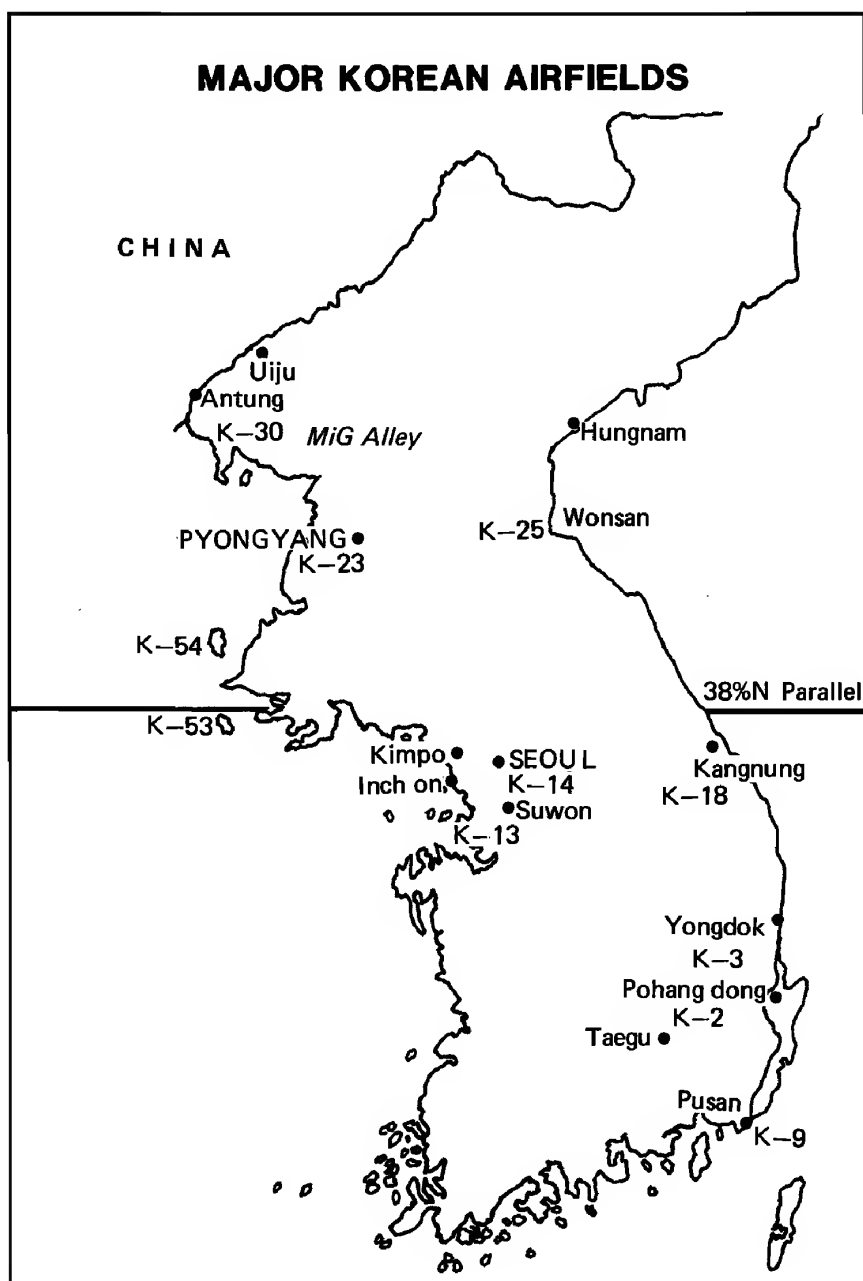 MAJOR KOREAN AIRFIELDS
CHINA
Uiju
Antung
K–30
MiG Alley
Hungnam
PYONGYANG
K–23
K–25
Wonsan
K–54
38%N Parallel
K–53
Kimpo
SEOUL
Inch on
K–14
Kangnung
K–18
Suwon
K–13
Yongdok
K–3
Pohang dong
K–2
Taegu
Pusan
K–9